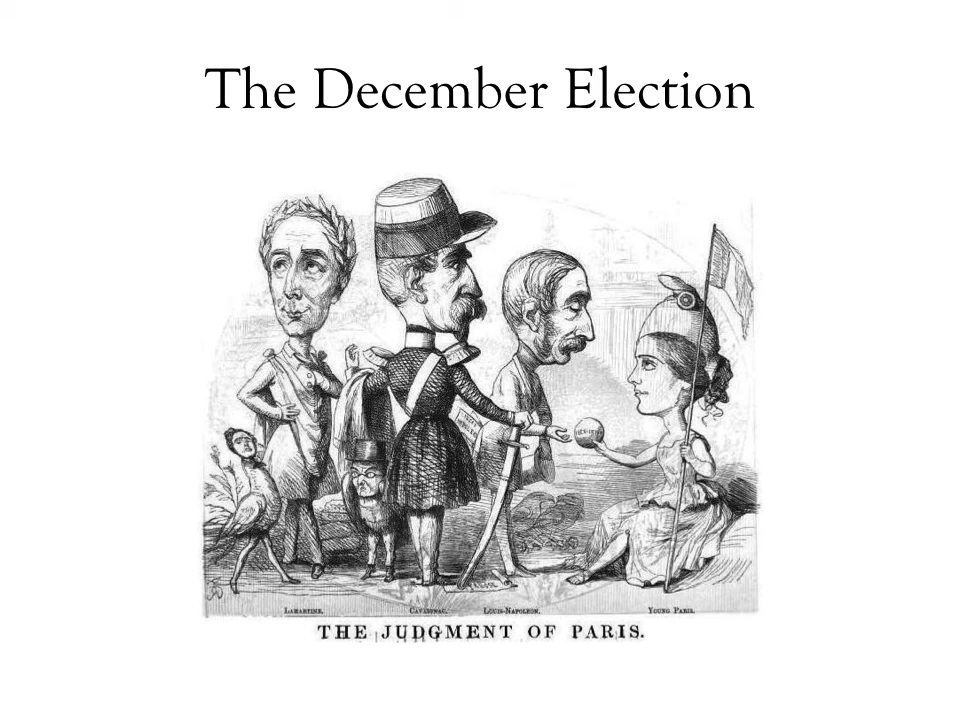 The December Election
LAMARTINE. CAVAIGNAC. LOUIS-NAPOLEON. YOUNG PARIS.
THE JUDGMENT OF PARIS.